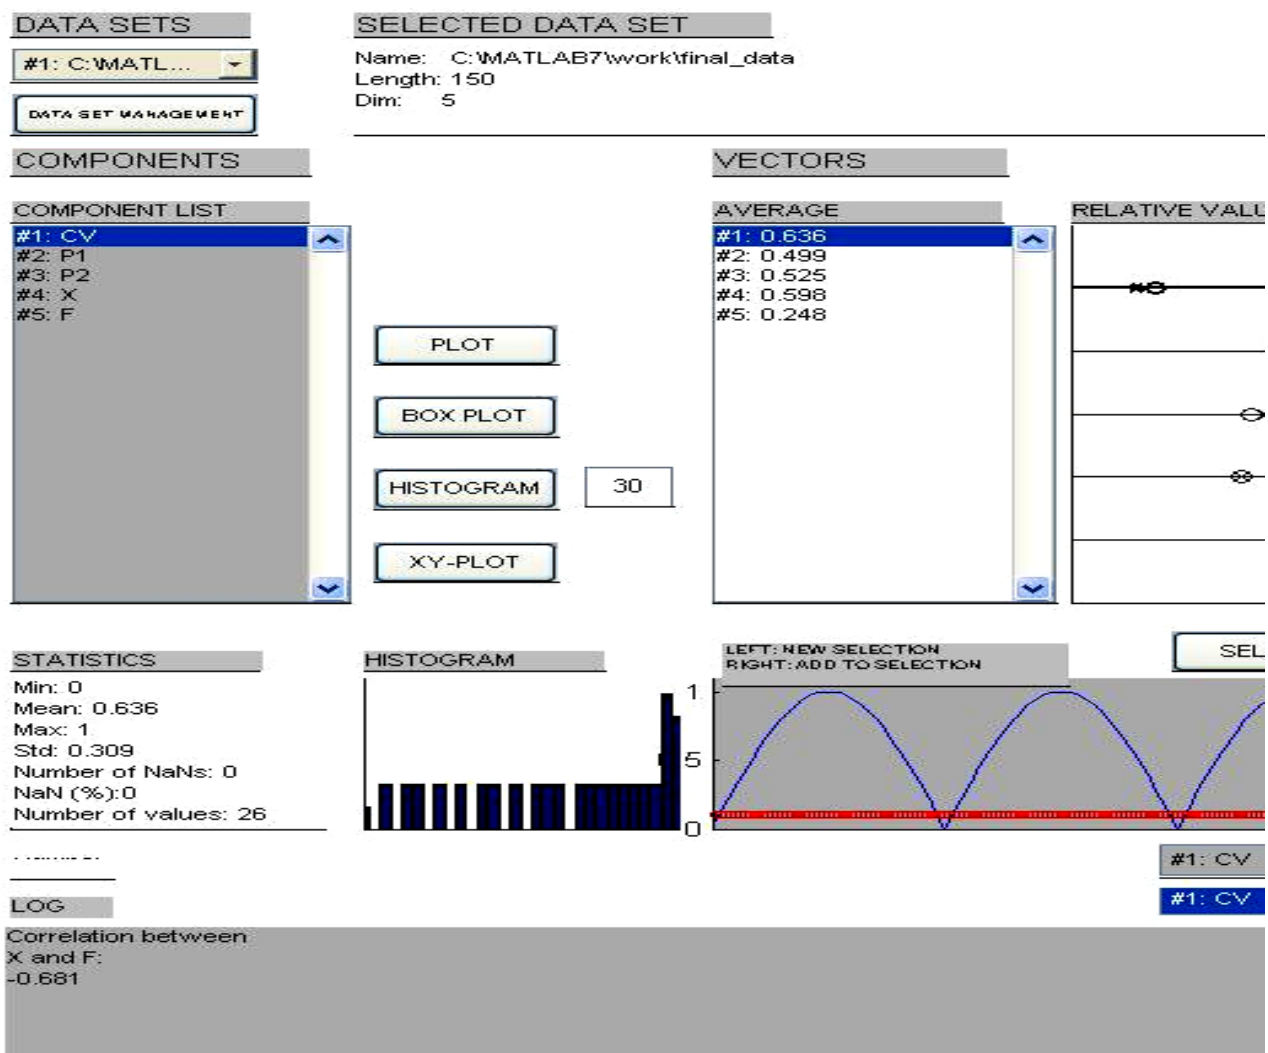 DATA SETS
#1: C:\MATL...
DATA SET MANAGEMENT
SELECTED DATA SET
Name: C:\MATLAB7\work\final_data
Length: 150
Dim: 5
COMPONENTS
COMPONENT LIST
#1: CV
#2: P1
#3: P2
#4: X
#5: F
PLOT
BOX PLOT
HISTOGRAM
30
XY-PLOT
VECTORS
AVERAGE
#1: 0.636
#2: 0.499
#3: 0.525
#4: 0.598
#5: 0.248
RELATIVE VALU
STATISTICS
Min: 0
Mean: 0.636
Max: 1
Std: 0.309
Number of NaNs: 0
NaN (%):0
Number of values: 26
HISTOGRAM
LEFT: NEW SELECTION
RIGHT: ADD TO SELECTION
SEL
1
5
0
#1: CV
#1: CV
LOG
Correlation between
X and F:
-0.681